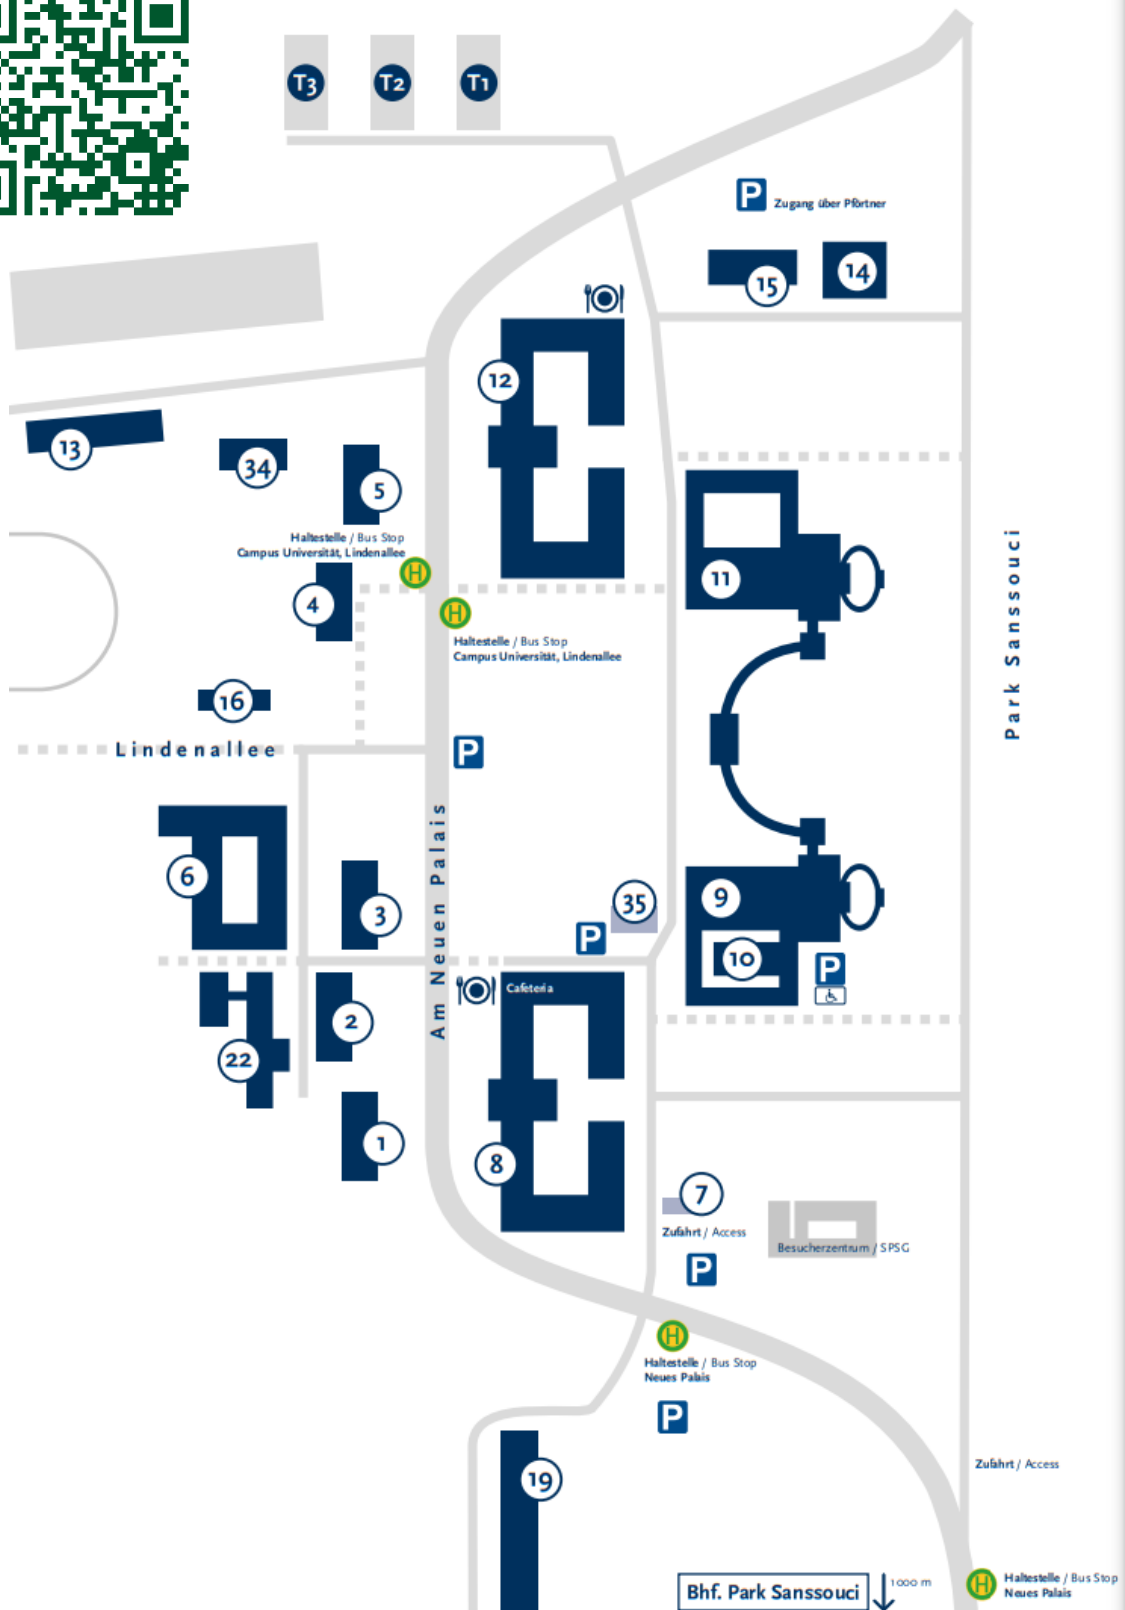 T3
T2
T1
P
Zugang über Pförtner
15
14
12
13
34
5
11
Haltestelle / Bus Stop
Campus Universität, Lindenallee
H
4
H
Haltestelle / Bus Stop
Campus Universität, Lindenallee
Park Sanssouci
16
Lindenallee
P
Am Neuen Palais
6
3
35
9
P
10
P
Cafeteria
2
22
1
8
7
Zufahrt / Access
Besucherzentrum / SPSG
P
H
Haltestelle / Bus Stop
Neues Palais
P
19
Zufahrt / Access
Bhf. Park Sanssouci
1000 m
H
Haltestelle / Bus Stop
Neues Palais